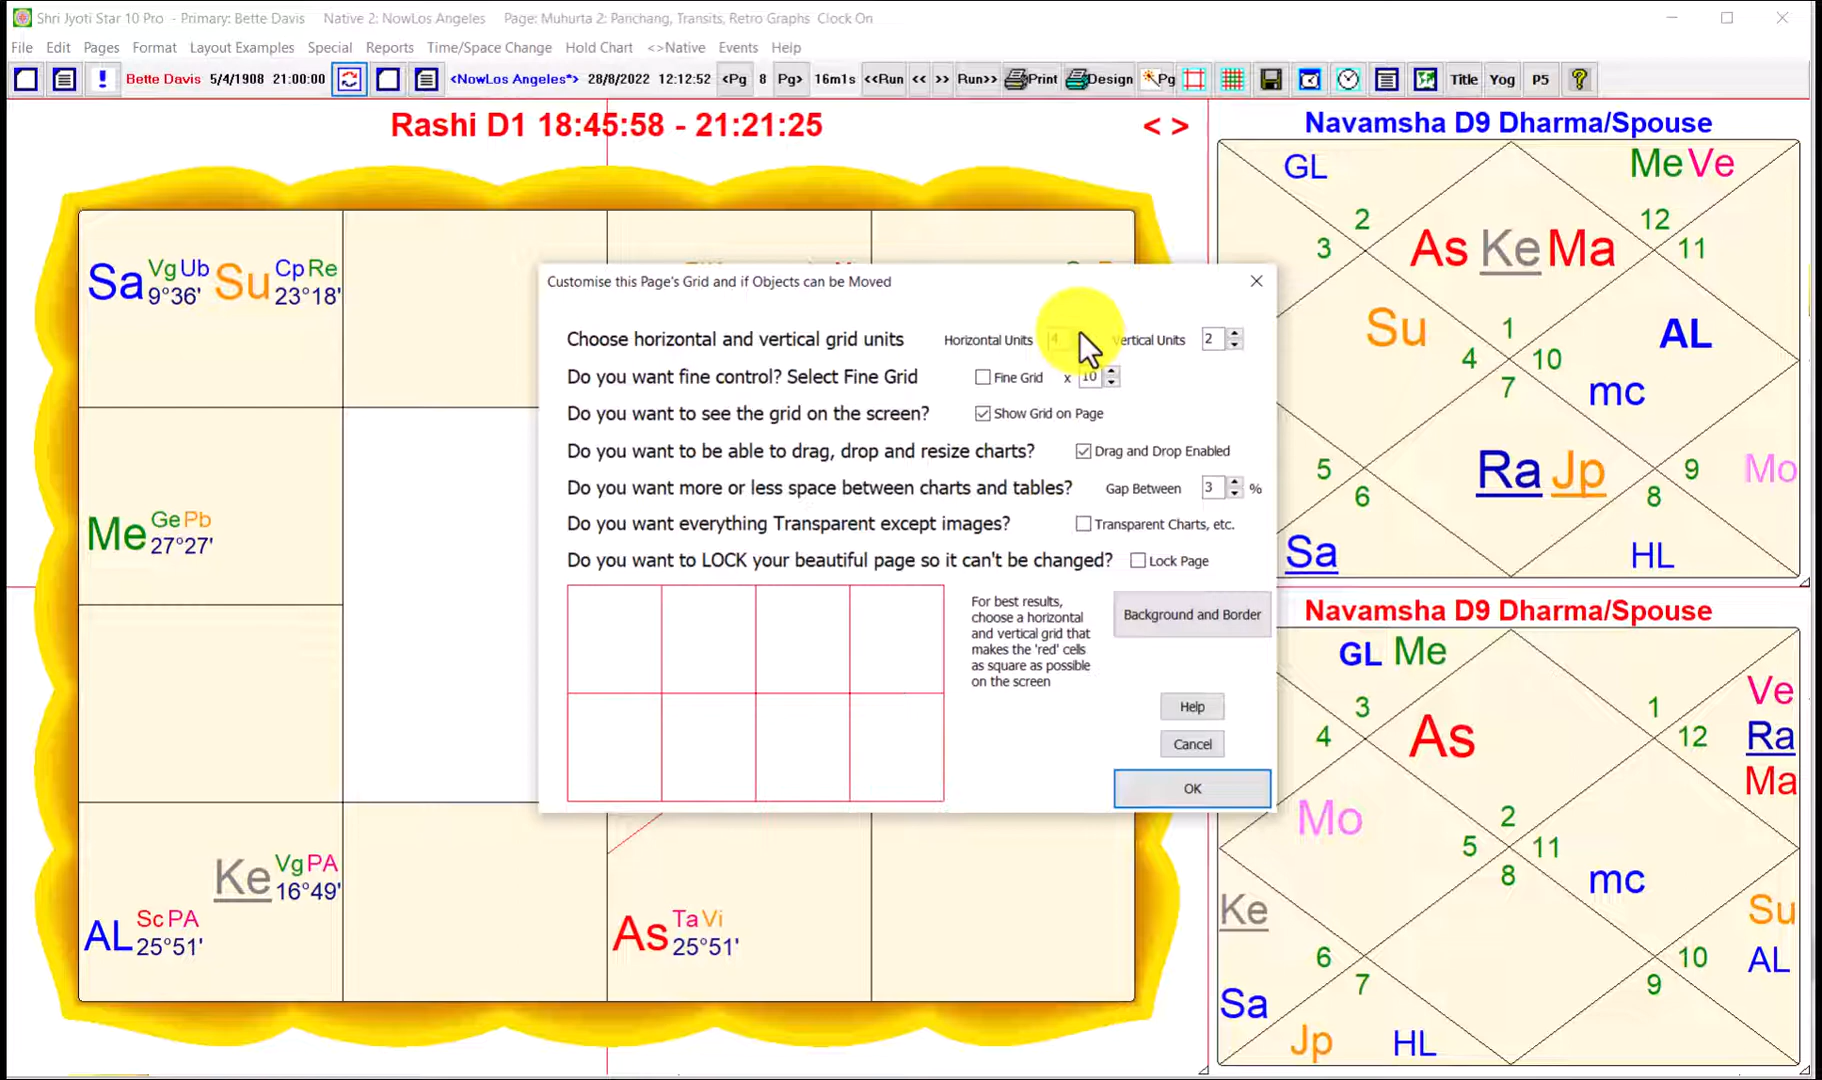 Shri Jyoti Star 10 Pro - Primary: Bette Davis Native 2: NowLos Angeles Page: Muhurta 2: Panchang, Transits, Retro Graphs Clock On
File Edit Pages Format Layout Examples Special Reports Time/Space Change Hold Chart <>Native Events Help
Bette Davis 5/4/1908 21:00:00 <NowLos Angeles*> 28/8/2022 12:12:52 <Pg 8 Pg> 16m1s <<Run << >> Run>> Print Design Pg Title Yog P5
Rashi D1 18:45:58 - 21:21:25 < >
Sa Vg Ub 9°36' Su Cp Re 23°18'
Me Ge Pb 27°27'
Ke Vg PA 16°49'
AL Sc PA 25°51'
As Ta Vi 25°51'
Customise this Page's Grid and if Objects can be Moved
Choose horizontal and vertical grid units Horizontal Units 4 Vertical Units 2
Do you want fine control? Select Fine Grid Fine Grid x 10
Do you want to see the grid on the screen? Show Grid on Page
Do you want to be able to drag, drop and resize charts? Drag and Drop Enabled
Do you want more or less space between charts and tables? Gap Between 3 %
Do you want everything Transparent except images? Transparent Charts, etc.
Do you want to LOCK your beautiful page so it can't be changed? Lock Page
For best results,
choose a horizontal
and vertical grid that
makes the 'red' cells
as square as possible
on the screen
Background and Border
Help
Cancel
OK
Navamsha D9 Dharma/Spouse
GL Me Ve
2 12
3 As Ke Ma 11
Su 1 AL
4 10
7 mc
5 Ra Jp 9 Mo
6 8
Sa HL
Navamsha D9 Dharma/Spouse
GL Me
3 1 Ve
4 As 12 Ra
Ma
Mo 2
5 11
8 mc
Ke Su
6 10 AL
7 9
Sa
Jp HL